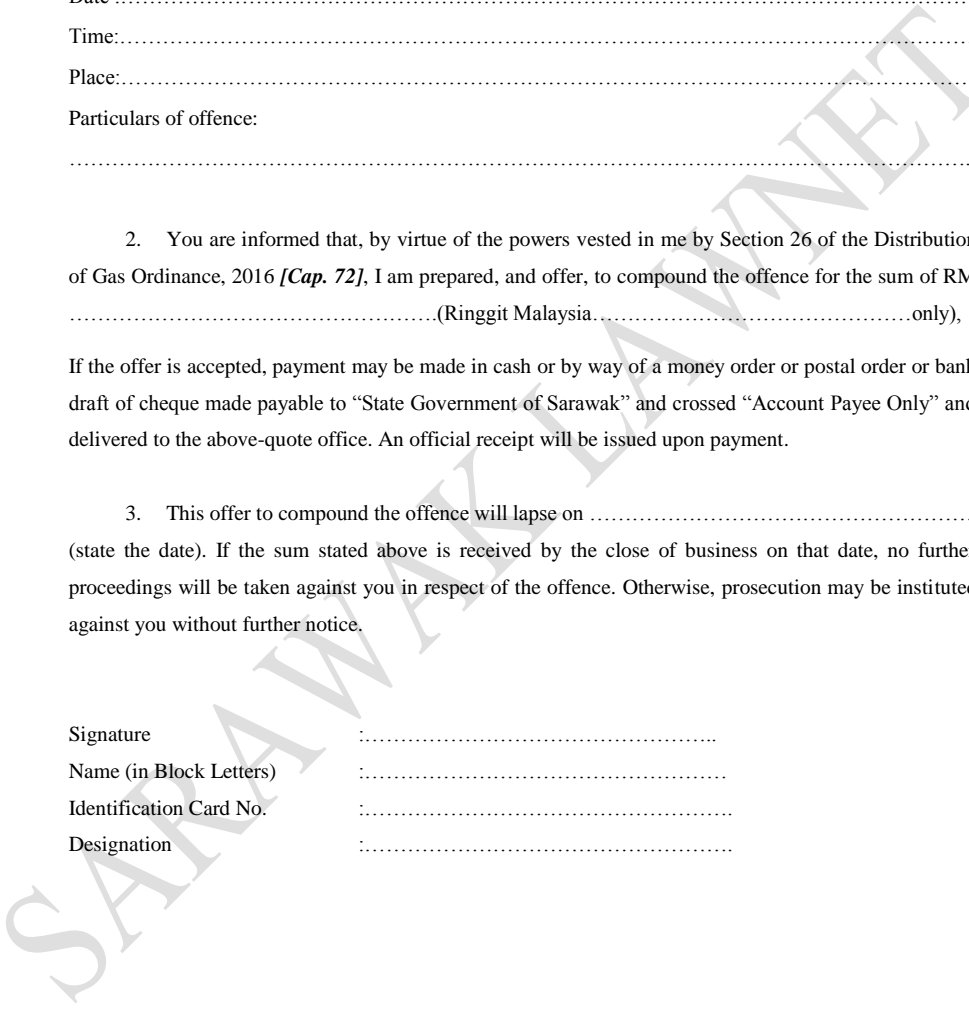 Date :……………………………………………………………………………………………………
Time:……………………………………………………………………………………………………
Place:……………………………………………………………………………………………………
Particulars of offence:
……………………………………………………………………………………………………………
2. You are informed that, by virtue of the powers vested in me by Section 26 of the Distribution
of Gas Ordinance, 2016 [Cap. 72], I am prepared, and offer, to compound the offence for the sum of RM
……………………………………………(Ringgit Malaysia………………………………………only),
If the offer is accepted, payment may be made in cash or by way of a money order or postal order or bank
draft of cheque made payable to “State Government of Sarawak” and crossed “Account Payee Only” and
delivered to the above-quote office. An official receipt will be issued upon payment.
3. This offer to compound the offence will lapse on ………………………………………………
(state the date). If the sum stated above is received by the close of business on that date, no further
proceedings will be taken against you in respect of the offence. Otherwise, prosecution may be instituted
against you without further notice.
Signature :…………………………………………..
Name (in Block Letters) :……………………………………………
Identification Card No. :…………………………………………….
Designation :…………………………………………….
SARAWAK LAWNET